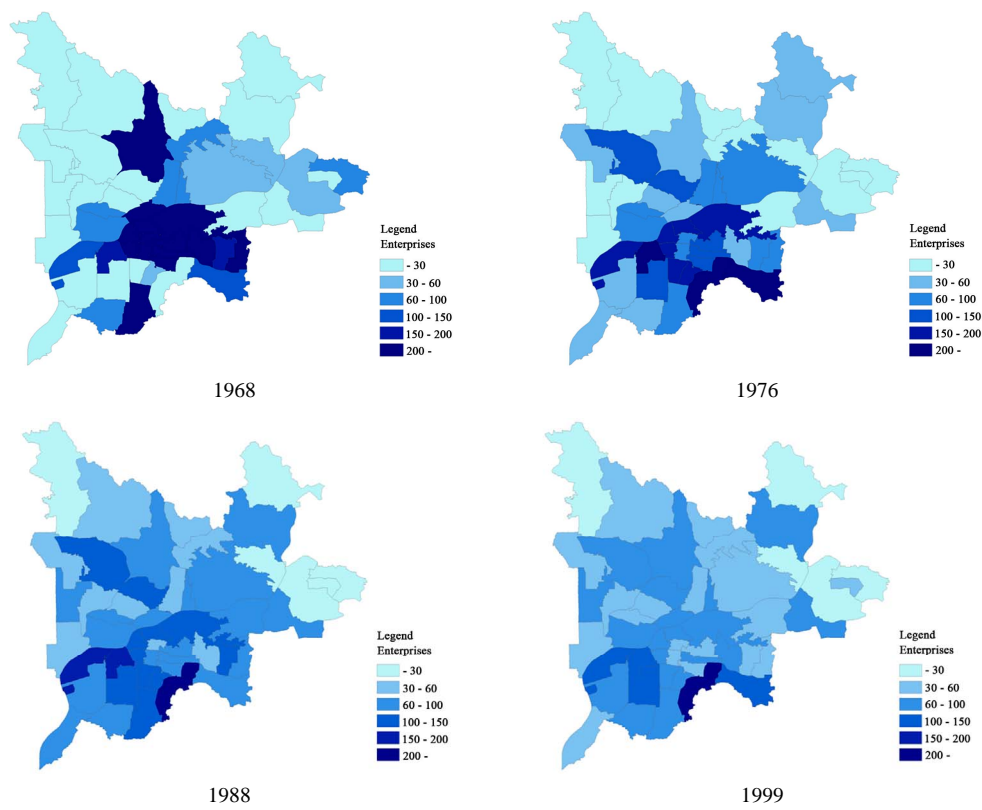 Legend
Enterprises
- 30
30 - 60
60 - 100
100 - 150
150 - 200
200 -
1968
Legend
Enterprises
- 30
30 - 60
60 - 100
100 - 150
150 - 200
200 -
1976
Legend
Enterprises
- 30
30 - 60
60 - 100
100 - 150
150 - 200
200 -
1988
Legend
Enterprises
- 30
30 - 60
60 - 100
100 - 150
150 - 200
200 -
1999